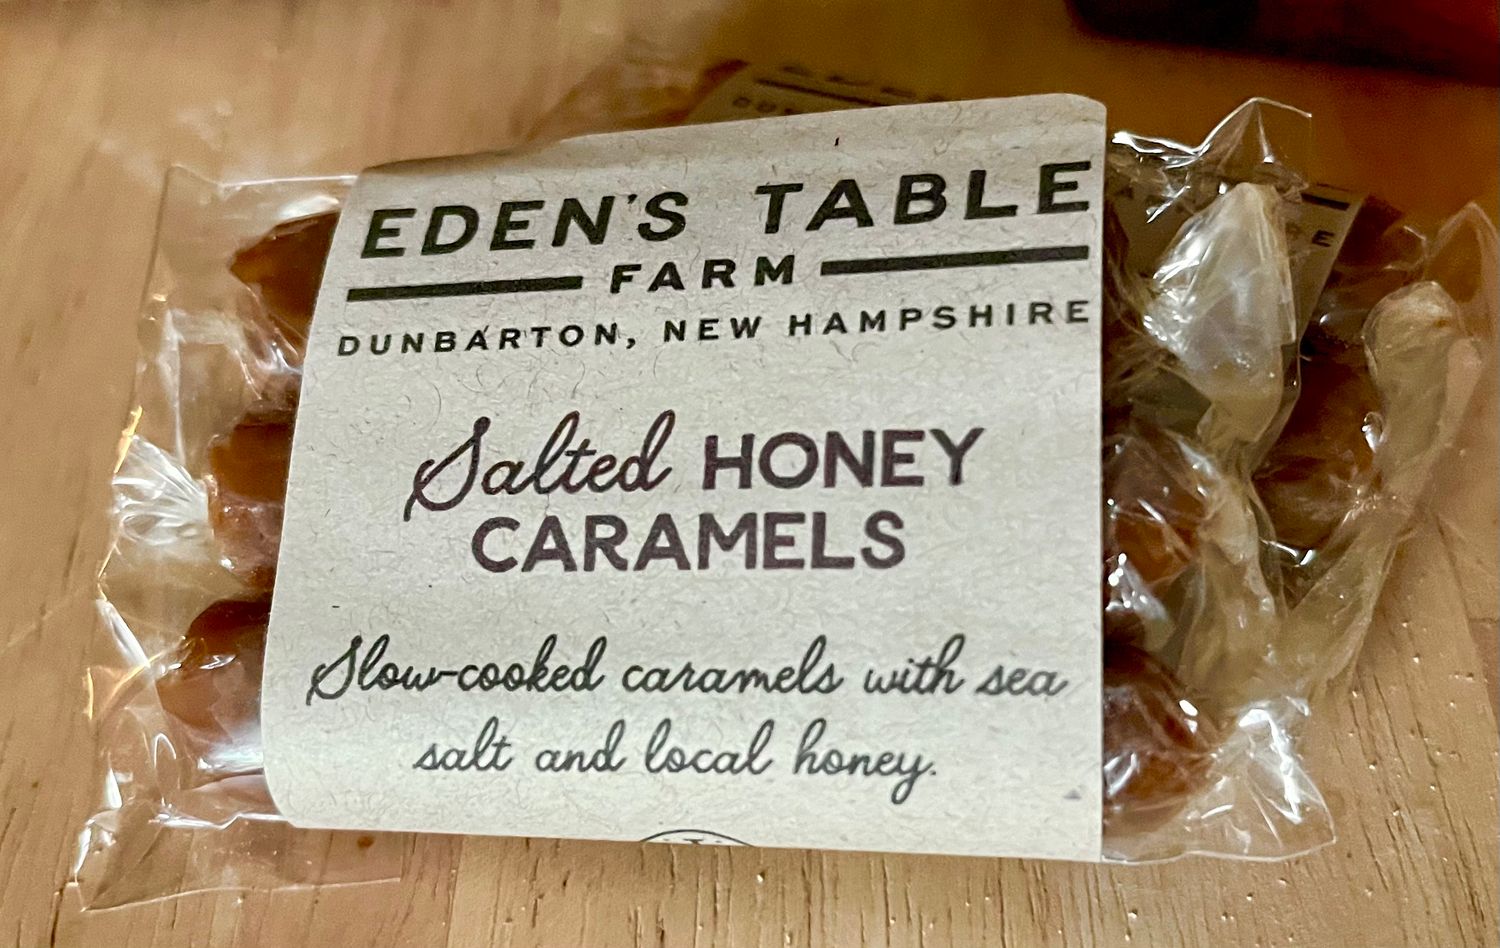 EDEN'S TABLE
FARM
DUNBARTON, NEW HAMPSHIRE
Salted HONEY
CARAMELS
Slow-cooked caramels with sea
salt and local honey.